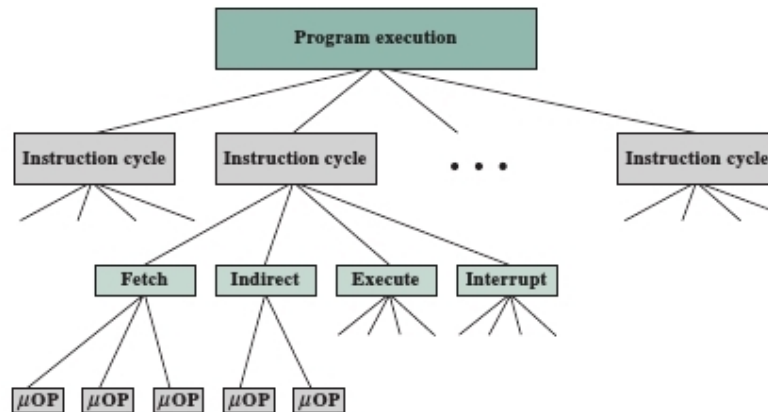 Program execution
Instruction cycle
Instruction cycle
• • •
Instruction cycle
Fetch
Indirect
Execute
Interrupt
μOP
μOP
μOP
μOP
μOP